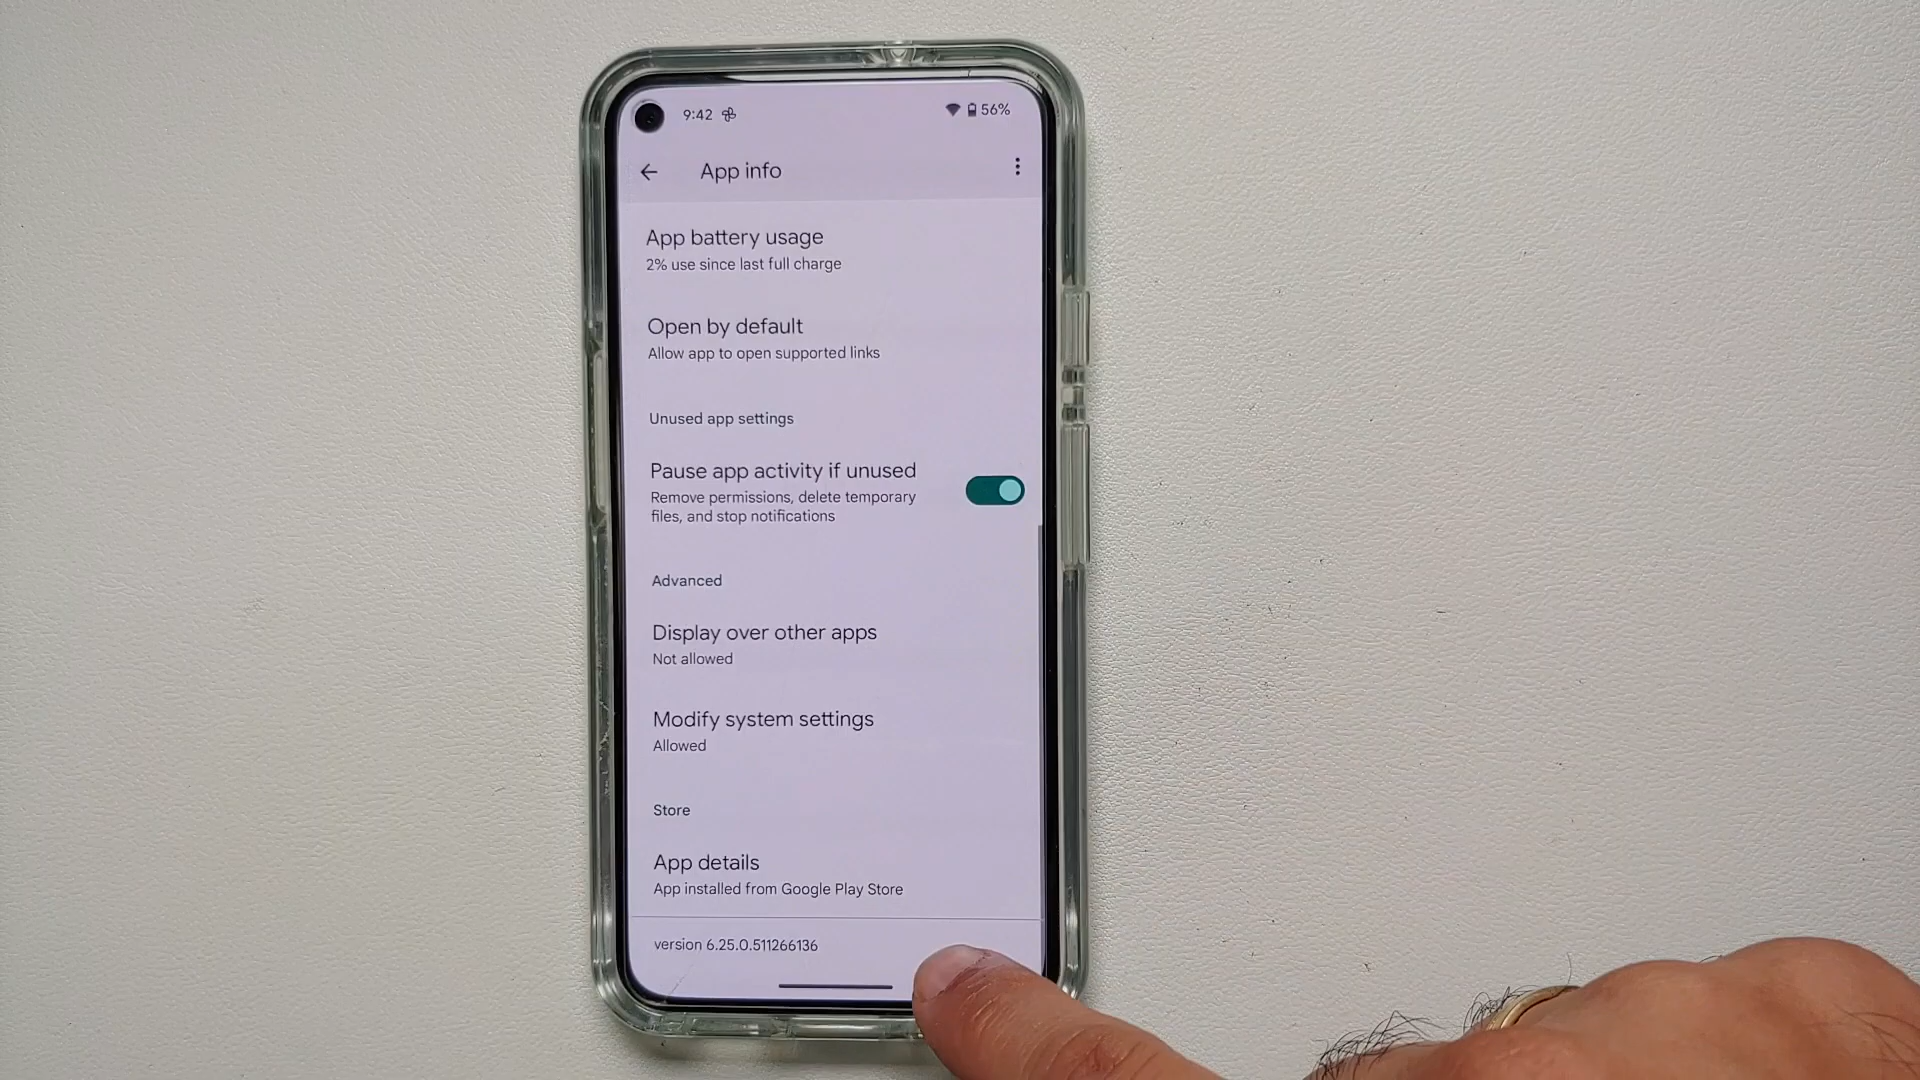 9:42
56%
App info
App battery usage
2% use since last full charge
Open by default
Allow app to open supported links
Unused app settings
Pause app activity if unused
Remove permissions, delete temporary
files, and stop notifications
Advanced
Display over other apps
Not allowed
Modify system settings
Allowed
Store
App details
App installed from Google Play Store
version 6.25.0.511266136